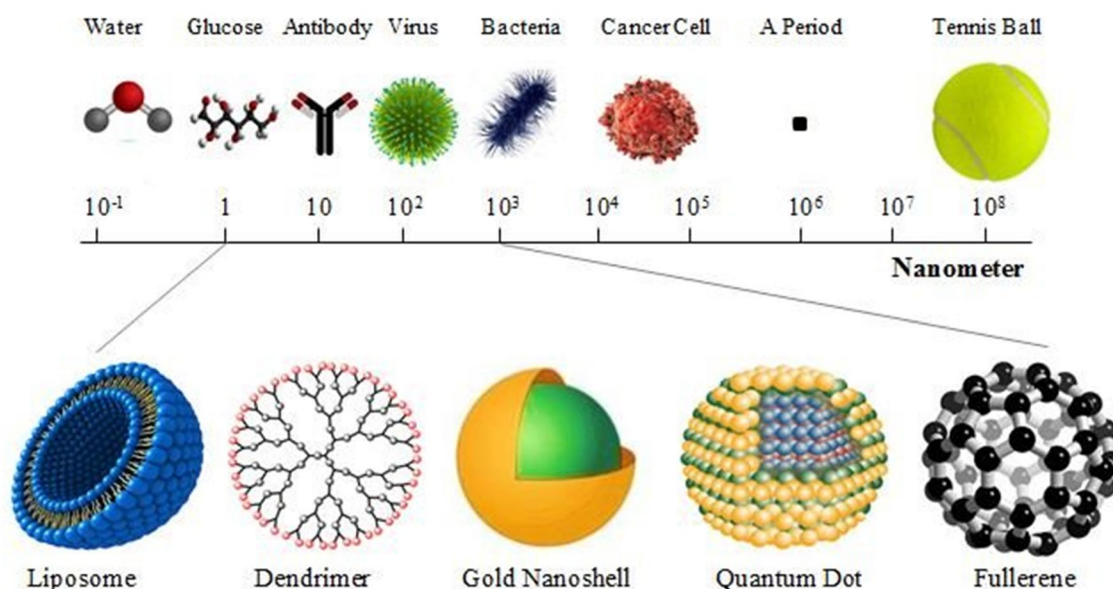 Water Glucose Antibody Virus Bacteria Cancer Cell A Period Tennis Ball
10⁻¹ 1 10 10² 10³ 10⁴ 10⁵ 10⁶ 10⁷ 10⁸
Nanometer
Liposome Dendrimer Gold Nanoshell Quantum Dot Fullerene